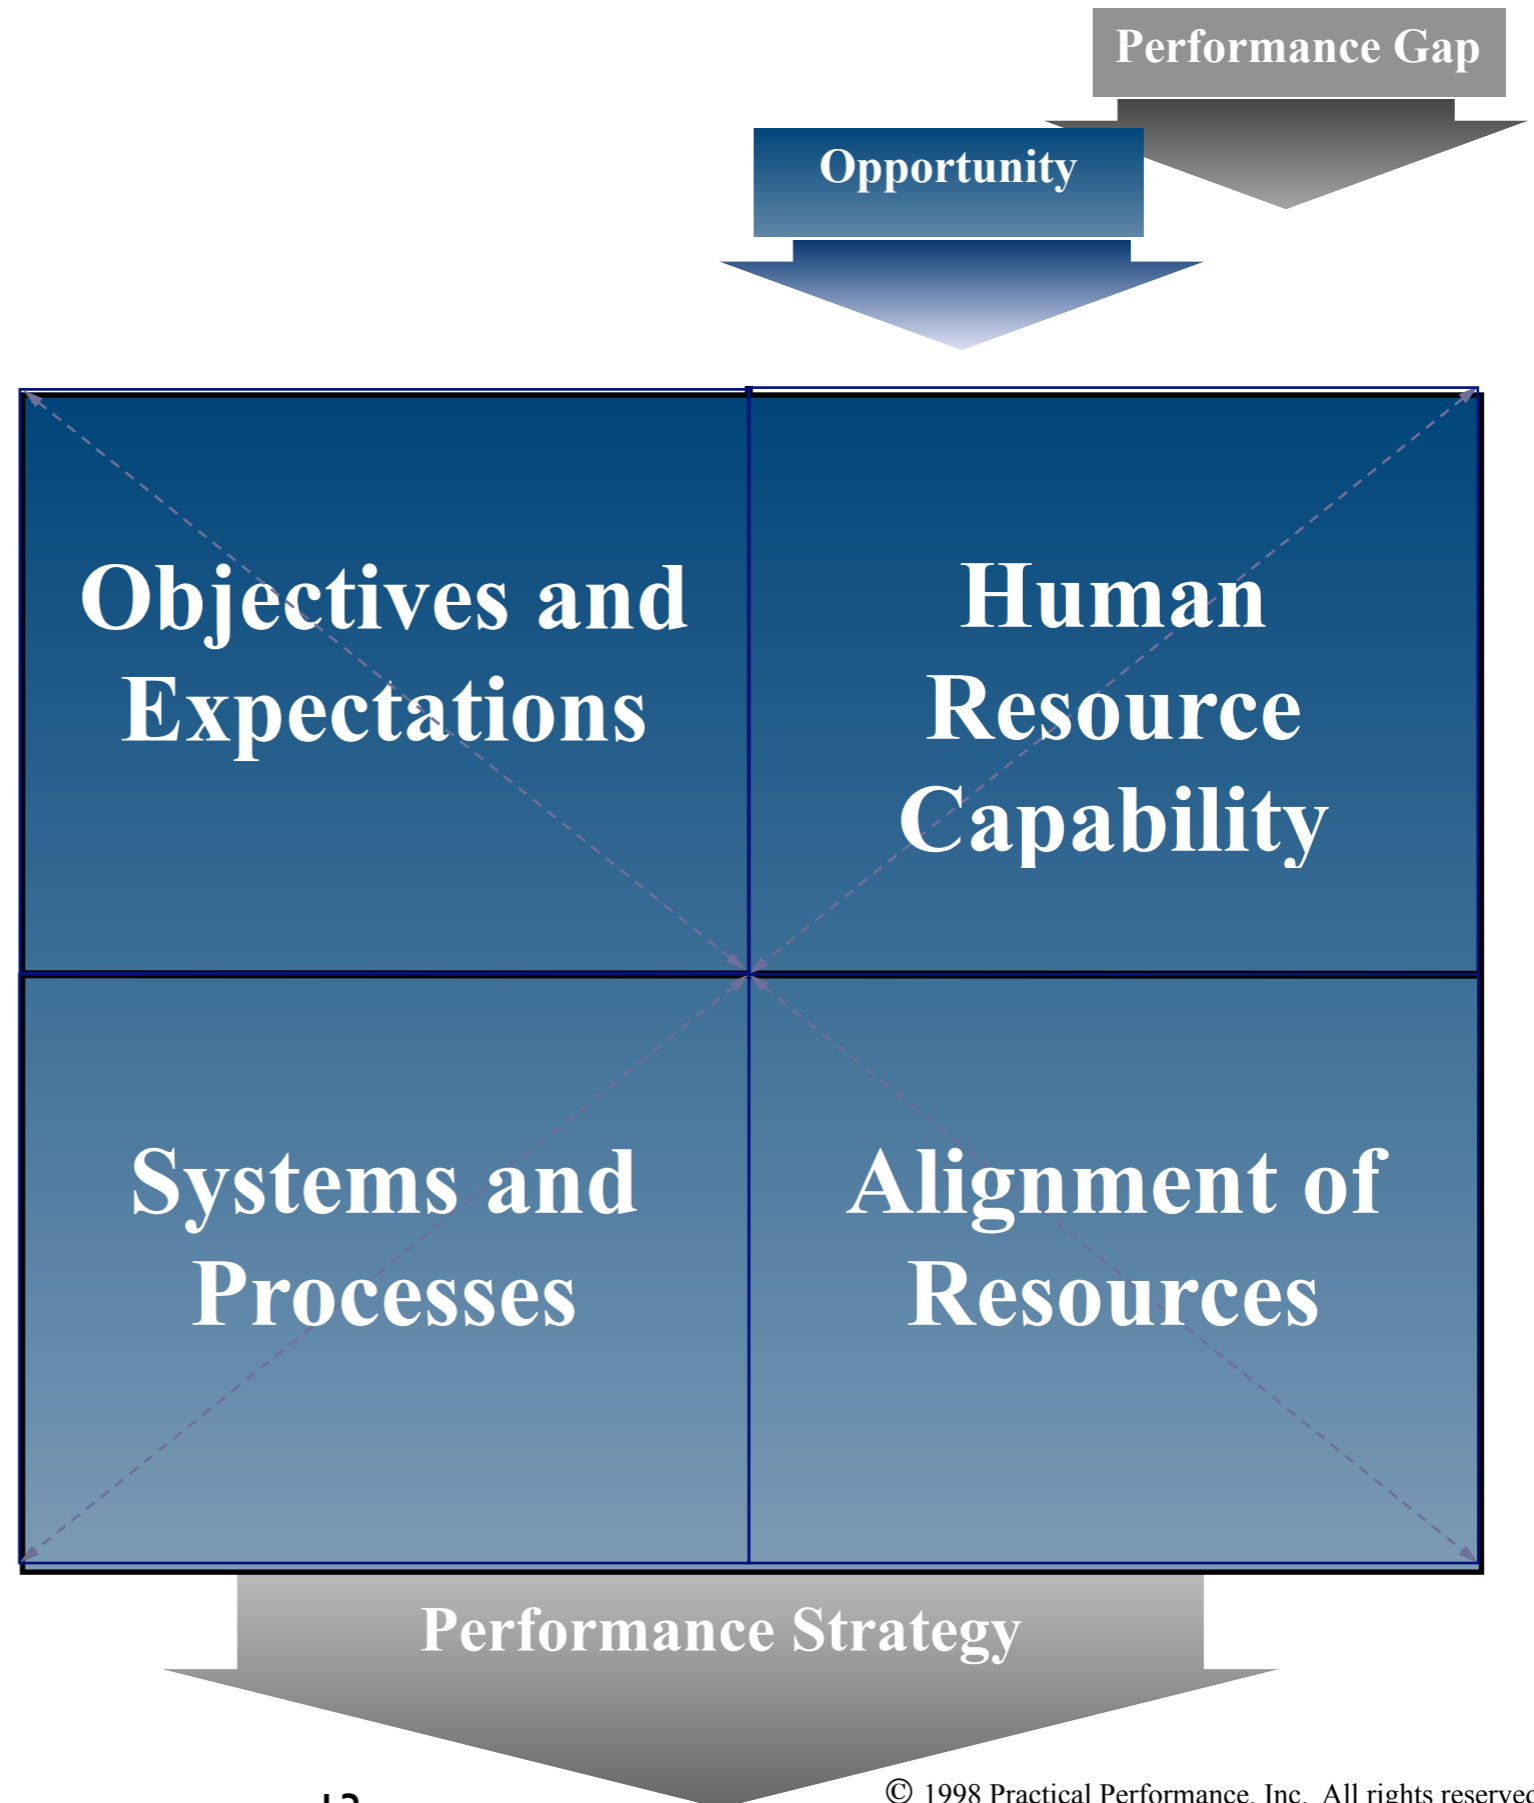 Performance Gap
Opportunity
Objectives and
Expectations
Human
Resource
Capability
Systems and
Processes
Alignment of
Resources
Performance Strategy
© 1998 Practical Performance, Inc. All rights reserved